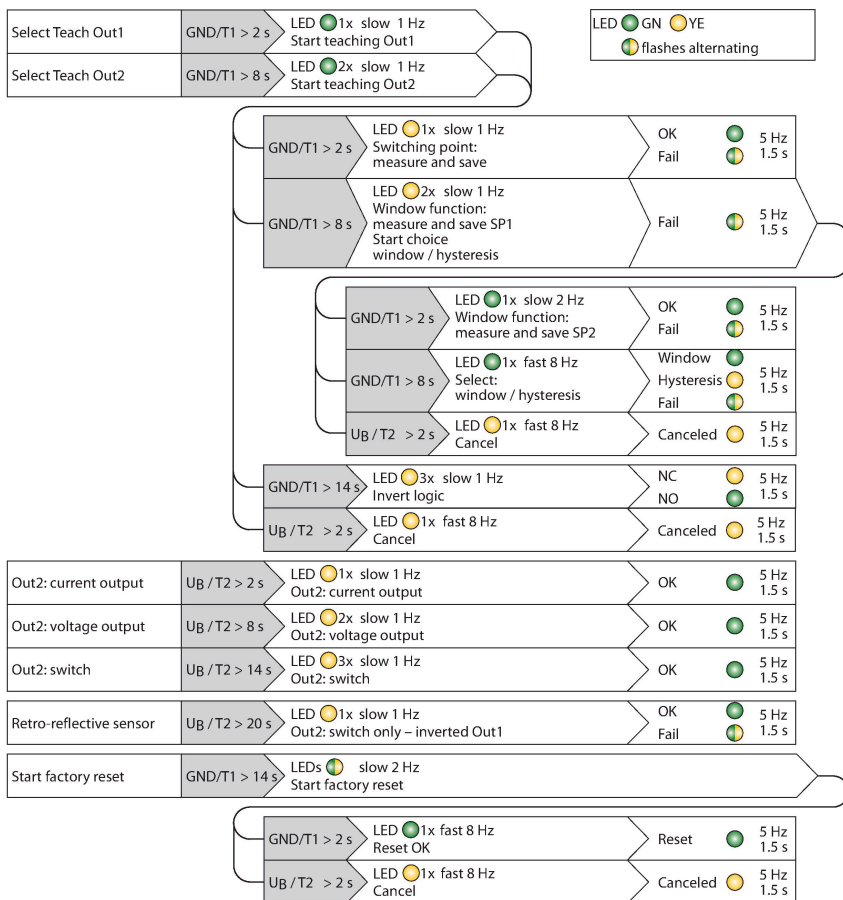 LED GN YE
flashes alternating
Select Teach Out1 GND/T1 > 2 s LED 1x slow 1 Hz
Start teaching Out1
Select Teach Out2 GND/T1 > 8 s LED 2x slow 1 Hz
Start teaching Out2
GND/T1 > 2 s LED 1x slow 1 Hz
Switching point:
measure and save
OK
Fail
5 Hz
1.5 s
GND/T1 > 8 s LED 2x slow 1 Hz
Window function:
measure and save SP1
Start choice
window / hysteresis
Fail
5 Hz
1.5 s
GND/T1 > 2 s LED 1x slow 2 Hz
Window function:
measure and save SP2
OK
Fail
5 Hz
1.5 s
GND/T1 > 8 s LED 1x fast 8 Hz
Select:
window / hysteresis
Window
Hysteresis
Fail
5 Hz
1.5 s
UB / T2 > 2 s LED 1x fast 8 Hz
Cancel
Canceled
5 Hz
1.5 s
GND/T1 > 14 s LED 3x slow 1 Hz
Invert logic
NC
NO
5 Hz
1.5 s
UB / T2 > 2 s LED 1x fast 8 Hz
Cancel
Canceled
5 Hz
1.5 s
Out2: current output UB / T2 > 2 s LED 1x slow 1 Hz
Out2: current output
OK
5 Hz
1.5 s
Out2: voltage output UB / T2 > 8 s LED 2x slow 1 Hz
Out2: voltage output
OK
5 Hz
1.5 s
Out2: switch UB / T2 > 14 s LED 3x slow 1 Hz
Out2: switch
OK
5 Hz
1.5 s
Retro-reflective sensor UB / T2 > 20 s LED 1x slow 1 Hz
Out2: switch only – inverted Out1
OK
Fail
5 Hz
1.5 s
Start factory reset GND/T1 > 14 s LEDs slow 2 Hz
Start factory reset
GND/T1 > 2 s LED 1x fast 8 Hz
Reset OK
Reset
5 Hz
1.5 s
UB / T2 > 2 s LED 1x fast 8 Hz
Cancel
Canceled
5 Hz
1.5 s